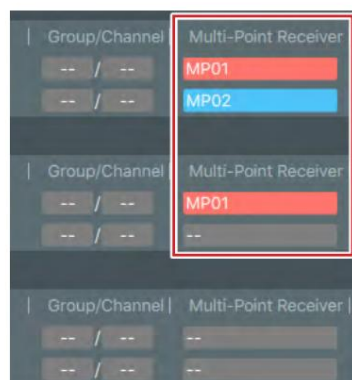 | Group/Channel | Multi-Point Receiver
-- / -- MP01
-- / -- MP02
| Group/Channel | Multi-Point Receiver
-- / -- MP01
-- / -- --
| Group/Channel | Multi-Point Receiver |
-- / -- --
-- / -- --